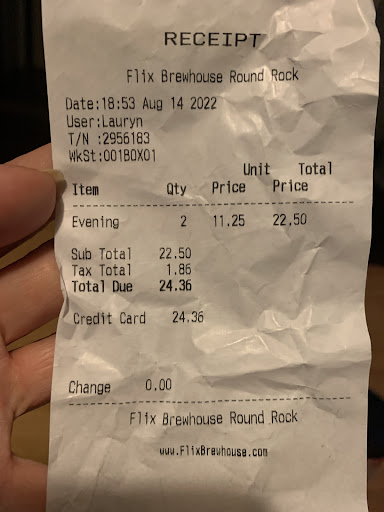 RECEIPT
Flix Brewhouse Round Rock
Date:18:53 Aug 14 2022
User:Lauryn
T/N :2956183
WkSt:001BOX01
Unit Total
Item Qty Price Price
Evening 2 11.25 22.50
Sub Total 22.50
Tax Total 1.86
Total Due 24.36
Credit Card 24.36
Change 0.00
Flix Brewhouse Round Rock
www.FlixBrewhouse.com